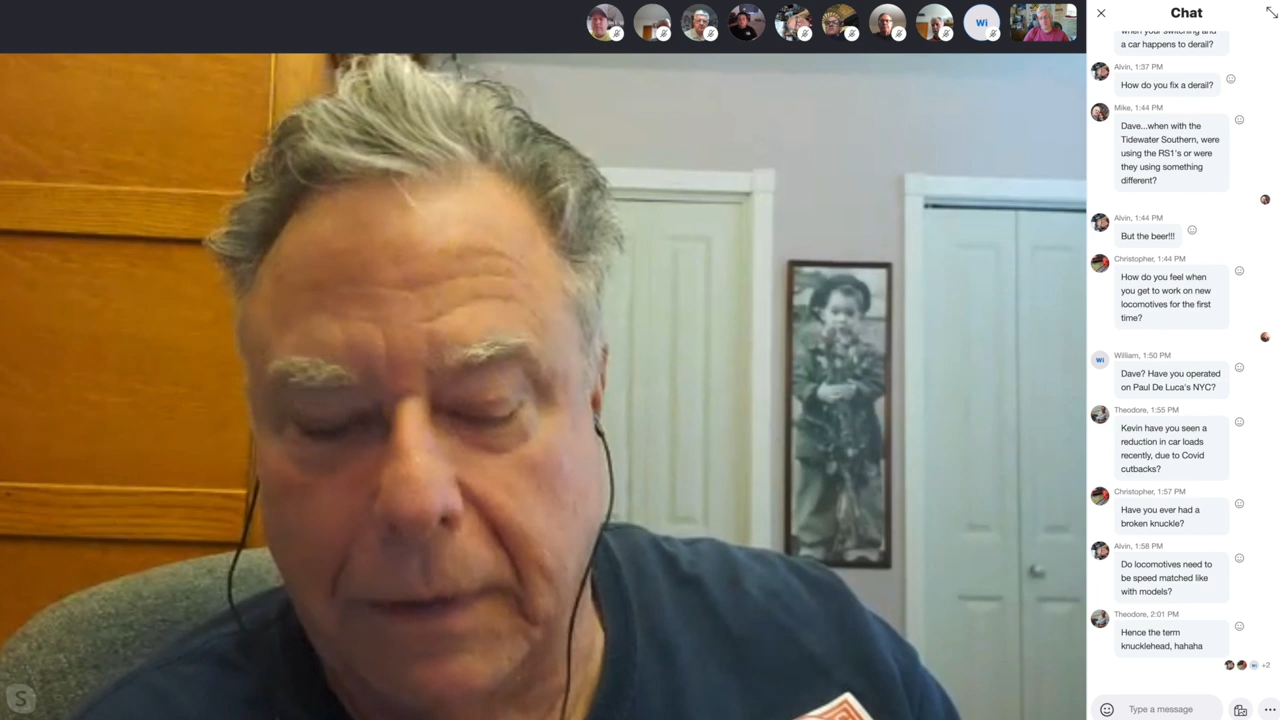 Wi
Chat
when your switching and
a car happens to derail?
Alvin, 1:37 PM
How do you fix a derail?
Mike, 1:44 PM
Dave...when with the
Tidewater Southern, were
using the RS1's or were
they using something
different?
Alvin, 1:44 PM
But the beer!!!
Christopher, 1:44 PM
How do you feel when
you get to work on new
locomotives for the first
time?
Wi
William, 1:50 PM
Dave? Have you operated
on Paul De Luca's NYC?
Theodore, 1:55 PM
Kevin have you seen a
reduction in car loads
recently, due to Covid
cutbacks?
Christopher, 1:57 PM
Have you ever had a
broken knuckle?
Alvin, 1:58 PM
Do locomotives need to
be speed matched like
with models?
Theodore, 2:01 PM
Hence the term
knucklehead, hahaha
+2
S
Type a message